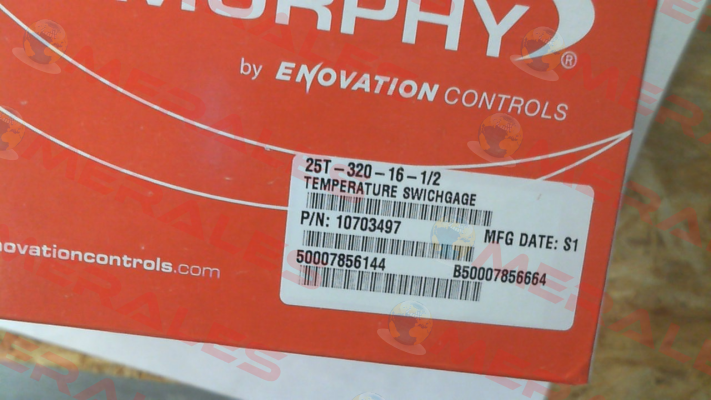 MURPHY
®
by ENOVATION CONTROLS
25T-320-16-1/2
TEMPERATURE SWICHGAGE
P/N: 10703497
MFG DATE: S1
50007856144
B50007856664
novationcontrols.com
MERALES